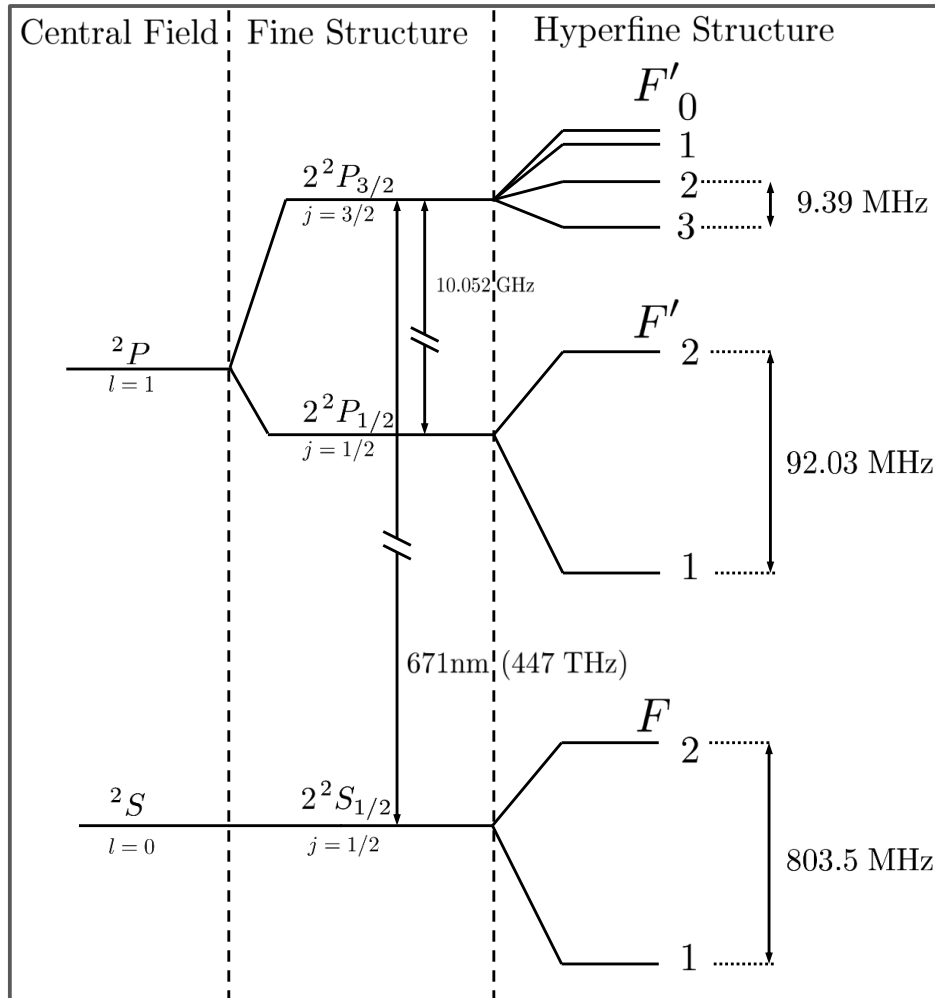 Central Field
Fine Structure
Hyperfine Structure
F′
0
1
2
3
9.39 MHz
2²P₃/₂
j = 3/2
10.052 GHz
²P
l = 1
2²P₁/₂
j = 1/2
F′
2
1
92.03 MHz
671nm (447 THz)
²S
l = 0
2²S₁/₂
j = 1/2
F
2
1
803.5 MHz